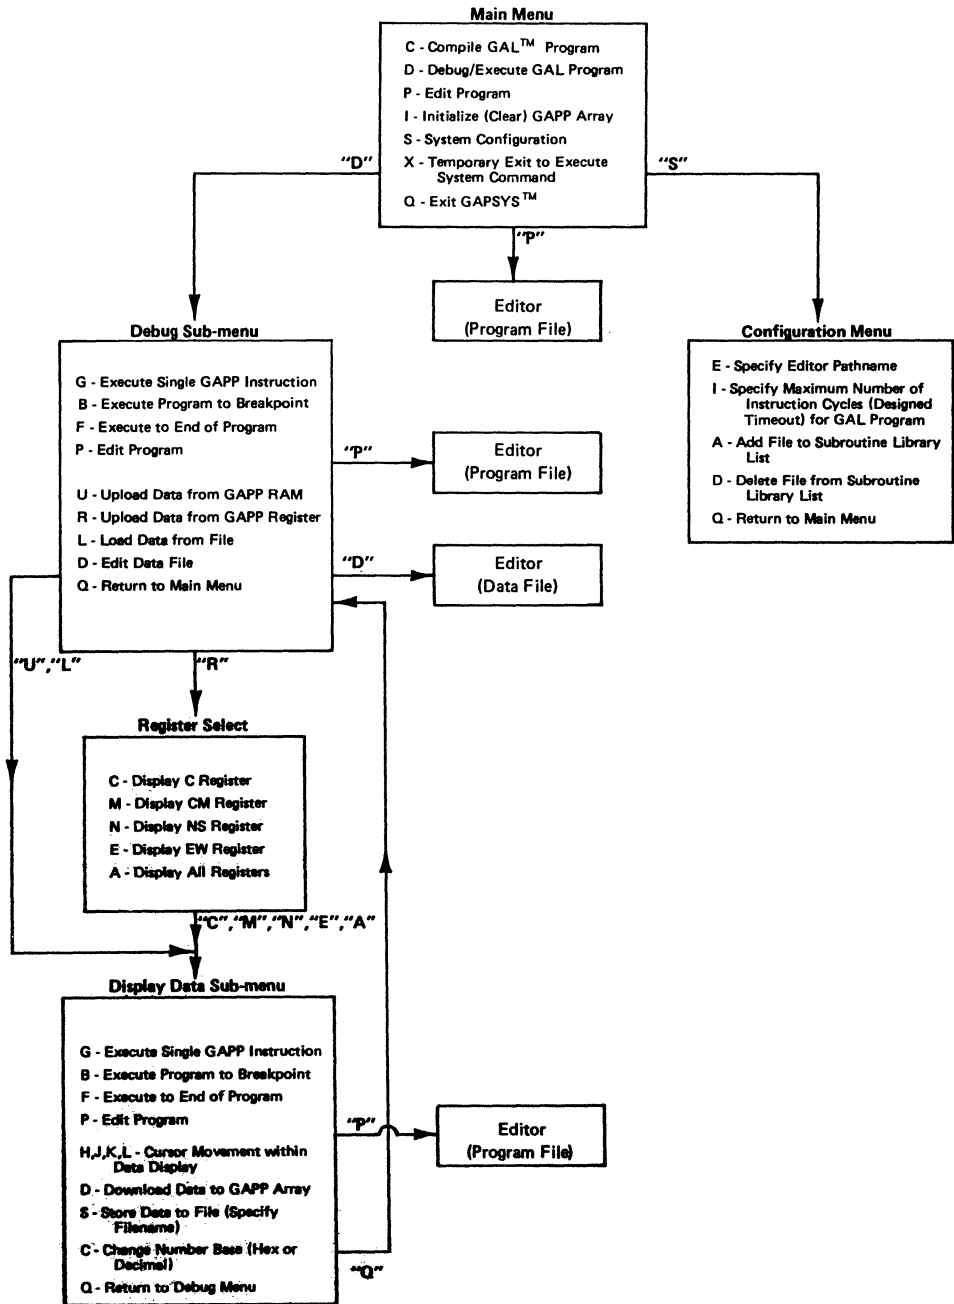 Main Menu
C - Compile GAL™ Program
D - Debug/Execute GAL Program
P - Edit Program
I - Initialize (Clear) GAPP Array
S - System Configuration
X - Temporary Exit to Execute
System Command
Q - Exit GAPSYS™
"D"
"S"
"P"
Editor
(Program File)
Debug Sub-menu
G - Execute Single GAPP Instruction
B - Execute Program to Breakpoint
F - Execute to End of Program
P - Edit Program
U - Upload Data from GAPP RAM
R - Upload Data from GAPP Register
L - Load Data from File
D - Edit Data File
Q - Return to Main Menu
"P"
Editor
(Program File)
"D"
Editor
(Data File)
Configuration Menu
E - Specify Editor Pathname
I - Specify Maximum Number of
Instruction Cycles (Designed
Timeout) for GAL Program
A - Add File to Subroutine Library
List
D - Delete File from Subroutine
Library List
Q - Return to Main Menu
"U","L"
"R"
Register Select
C - Display C Register
M - Display CM Register
N - Display NS Register
E - Display EW Register
A - Display All Registers
"C","M","N","E","A"
Display Data Sub-menu
G - Execute Single GAPP Instruction
B - Execute Program to Breakpoint
F - Execute to End of Program
P - Edit Program
H,J,K,L - Cursor Movement within
Data Display
D - Download Data to GAPP Array
S - Store Data to File (Specify
Filename)
C - Change Number Base (Hex or
Decimal)
Q - Return to Debug Menu
"P"
Editor
(Program File)
"Q"